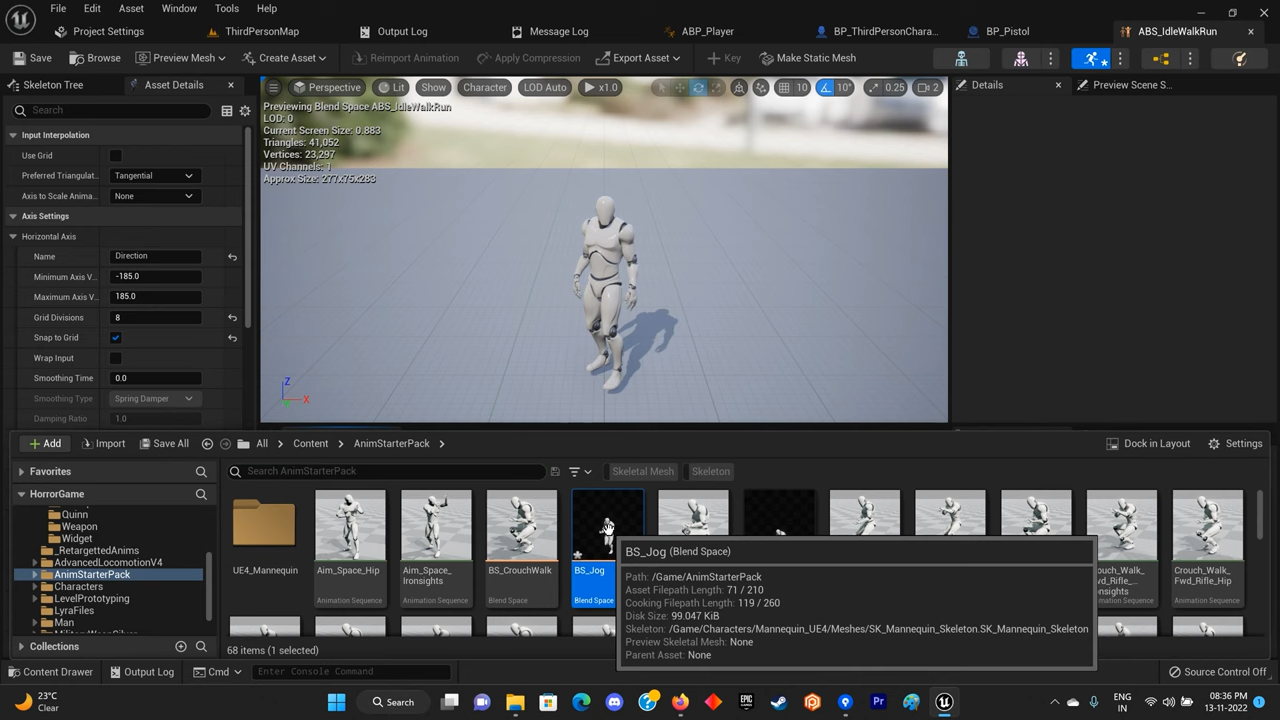 File Edit Asset Window Tools Help
Project Settings ThirdPersonMap Output Log Message Log ABP_Player BP_ThirdPersonChara... BP_Pistol ABS_IdleWalkRun
Save Browse Preview Mesh Create Asset Reimport Animation Apply Compression Export Asset Key Make Static Mesh
Skeleton Tree Asset Details
Perspective Lit Show Character LOD Auto x1.0 10 10° 0.25 2
Details Preview Scene S...
Search
Previewing Blend Space ABS_IdleWalkRun
LOD: 0
Current Screen Size: 0.883
Triangles: 41,052
Vertices: 23,297
UV Channels: 1
Approx Size: 277x75x283
Input Interpolation
Use Grid
Preferred Triangulat Tangential
Axis to Scale Anima... None
Axis Settings
Horizontal Axis
Name Direction
Minimum Axis V... -185.0
Maximum Axis V... 185.0
Grid Divisions 8
Snap to Grid
Wrap Input
Smoothing Time 0.0
Smoothing Type Spring Damper
Damping Ratio 1.0
Z
X
Add Import Save All All Content AnimStarterPack Dock in Layout Settings
Favorites
Search AnimStarterPack Skeletal Mesh Skeleton
HorrorGame
Quinn
Weapon
Widget
_RetargettedAnims
AdvancedLocomotionV4
AnimStarterPack
Characters
LevelPrototyping
LyraFiles
Man
Collections
UE4_Mannequin
Aim_Space_Hip
Animation Sequence
Aim_Space_
Ironsights
Animation Sequence
BS_CrouchWalk
Blend Space
BS_Jog
Blend Space
BS_Jog (Blend Space)
Path: /Game/AnimStarterPack
Asset Filepath Length: 71 / 210
Cooking Filepath Length: 119 / 260
Disk Size: 99.047 KiB
Skeleton: /Game/Characters/Mannequin_UE4/Meshes/SK_Mannequin_Skeleton.SK_Mannequin_Skeleton
Preview Skeletal Mesh: None
Parent Asset: None
Crouch_Walk_
Fwd_Rifle_Hip
Animation Sequence
68 items (1 selected)
Content Drawer Output Log Cmd Enter Console Command Source Control Off
23°C
Clear
Search
ENG
IN
08:36 PM
13-11-2022